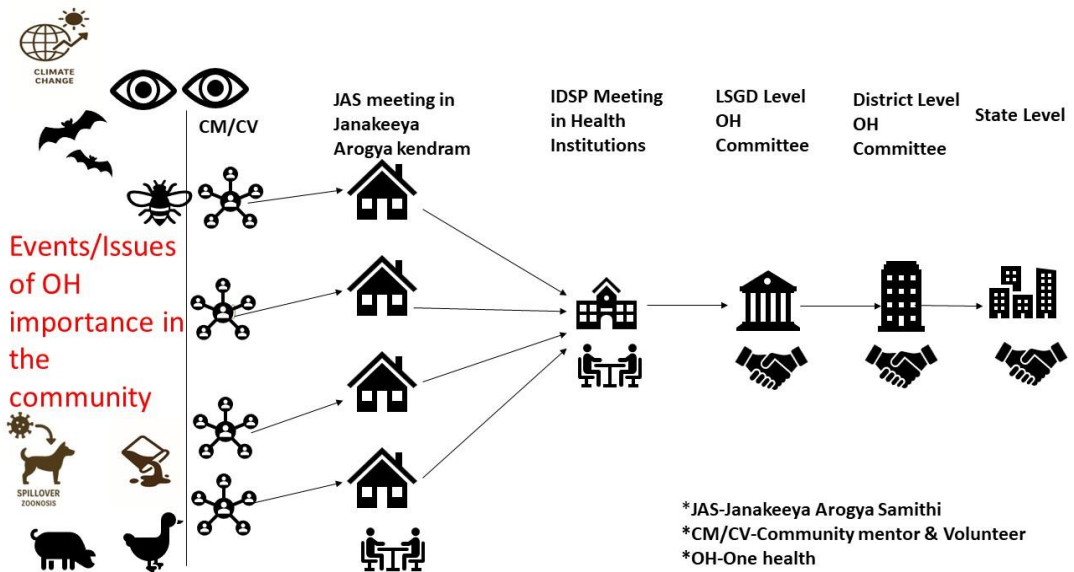 CLIMATE
CHANGE
CM/CV
JAS meeting in
Janakeeya
Arogya kendram
IDSP Meeting
in Health
Institutions
LSGD Level
OH
Committee
District Level
OH
Committee
State Level
Events/Issues
of OH
importance in
the
community
SPILLOVER
ZOONOSIS
*JAS-Janakeeya Arogya Samithi
*CM/CV-Community mentor & Volunteer
*OH-One health